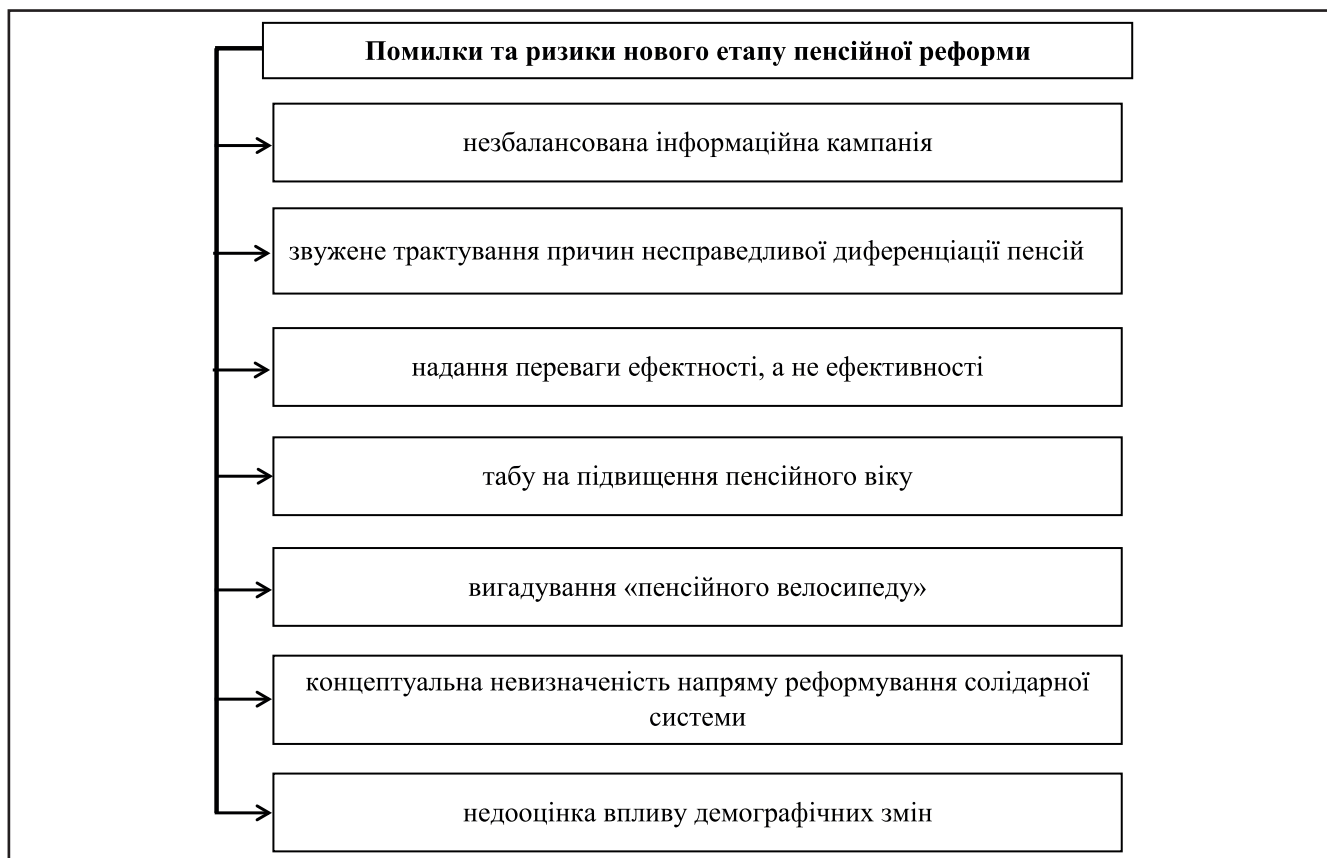 Помилки та ризики нового етапу пенсійної реформи
незбалансована інформаційна кампанія
звужене трактування причин несправедливої диференціації пенсій
надання переваги ефектності, а не ефективності
табу на підвищення пенсійного віку
вигадування «пенсійного велосипеду»
концептуальна невизначеність напряму реформування солідарної
системи
недооцінка впливу демографічних змін